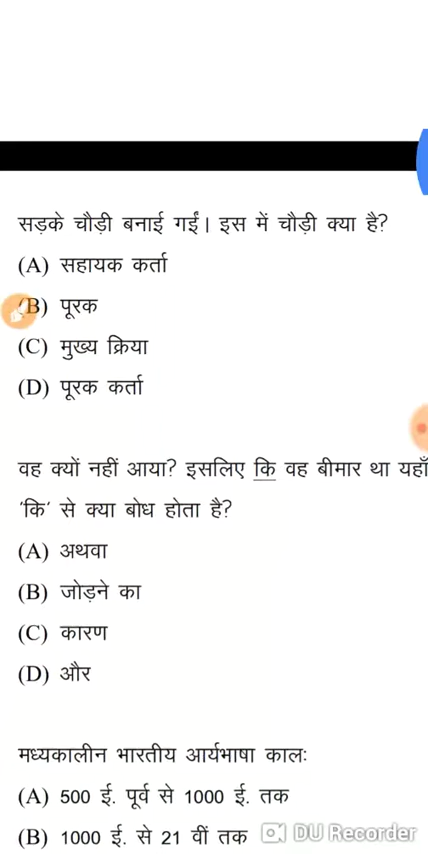 सड़के चौड़ी बनाई गईं। इस में चौड़ी क्या है?
(A) सहायक कर्ता
(B) पूरक
(C) मुख्य क्रिया
(D) पूरक कर्ता
वह क्यों नहीं आया? इसलिए कि वह बीमार था यहाँ
'कि' से क्या बोध होता है?
(A) अथवा
(B) जोड़ने का
(C) कारण
(D) और
मध्यकालीन भारतीय आर्यभाषा कालः
(A) 500 ई. पूर्व से 1000 ई. तक
(B) 1000 ई. से 21 वीं तक
DU Recorder